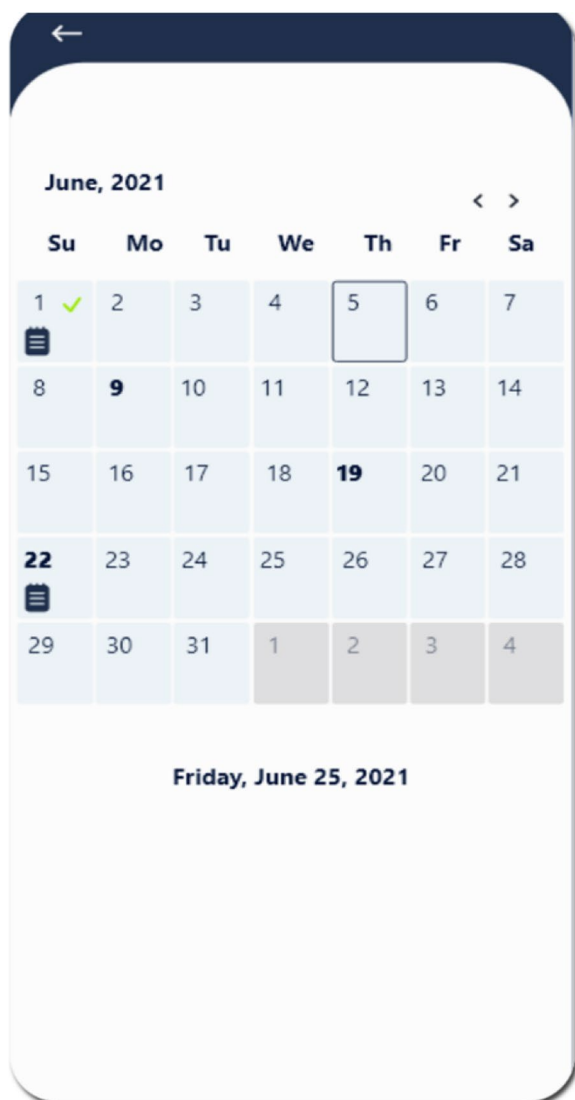 June, 2021
Su Mo Tu We Th Fr Sa
1 2 3 4 5 6 7
8 9 10 11 12 13 14
15 16 17 18 19 20 21
22 23 24 25 26 27 28
29 30 31 1 2 3 4
Friday, June 25, 2021